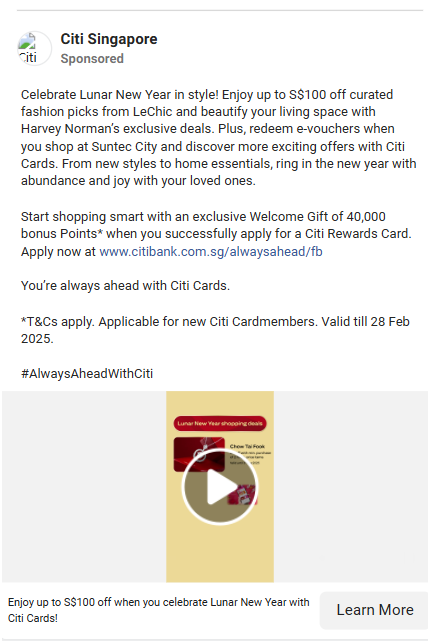 Citi
Citi Singapore
Sponsored
Celebrate Lunar New Year in style! Enjoy up to S$100 off curated
fashion picks from LeChic and beautify your living space with
Harvey Norman's exclusive deals. Plus, redeem e-vouchers when
you shop at Suntec City and discover more exciting offers with Citi
Cards. From new styles to home essentials, ring in the new year with
abundance and joy with your loved ones.
Start shopping smart with an exclusive Welcome Gift of 40,000
bonus Points* when you successfully apply for a Citi Rewards Card.
Apply now at www.citibank.com.sg/alwaysahead/fb
You're always ahead with Citi Cards.
*T&Cs apply. Applicable for new Citi Cardmembers. Valid till 28 Feb
2025.
#AlwaysAheadWithCiti
Lunar New Year shopping deals
Chow Tai Fook
Enjoy up to S$100 off when you celebrate Lunar New Year with
Citi Cards!
Learn More